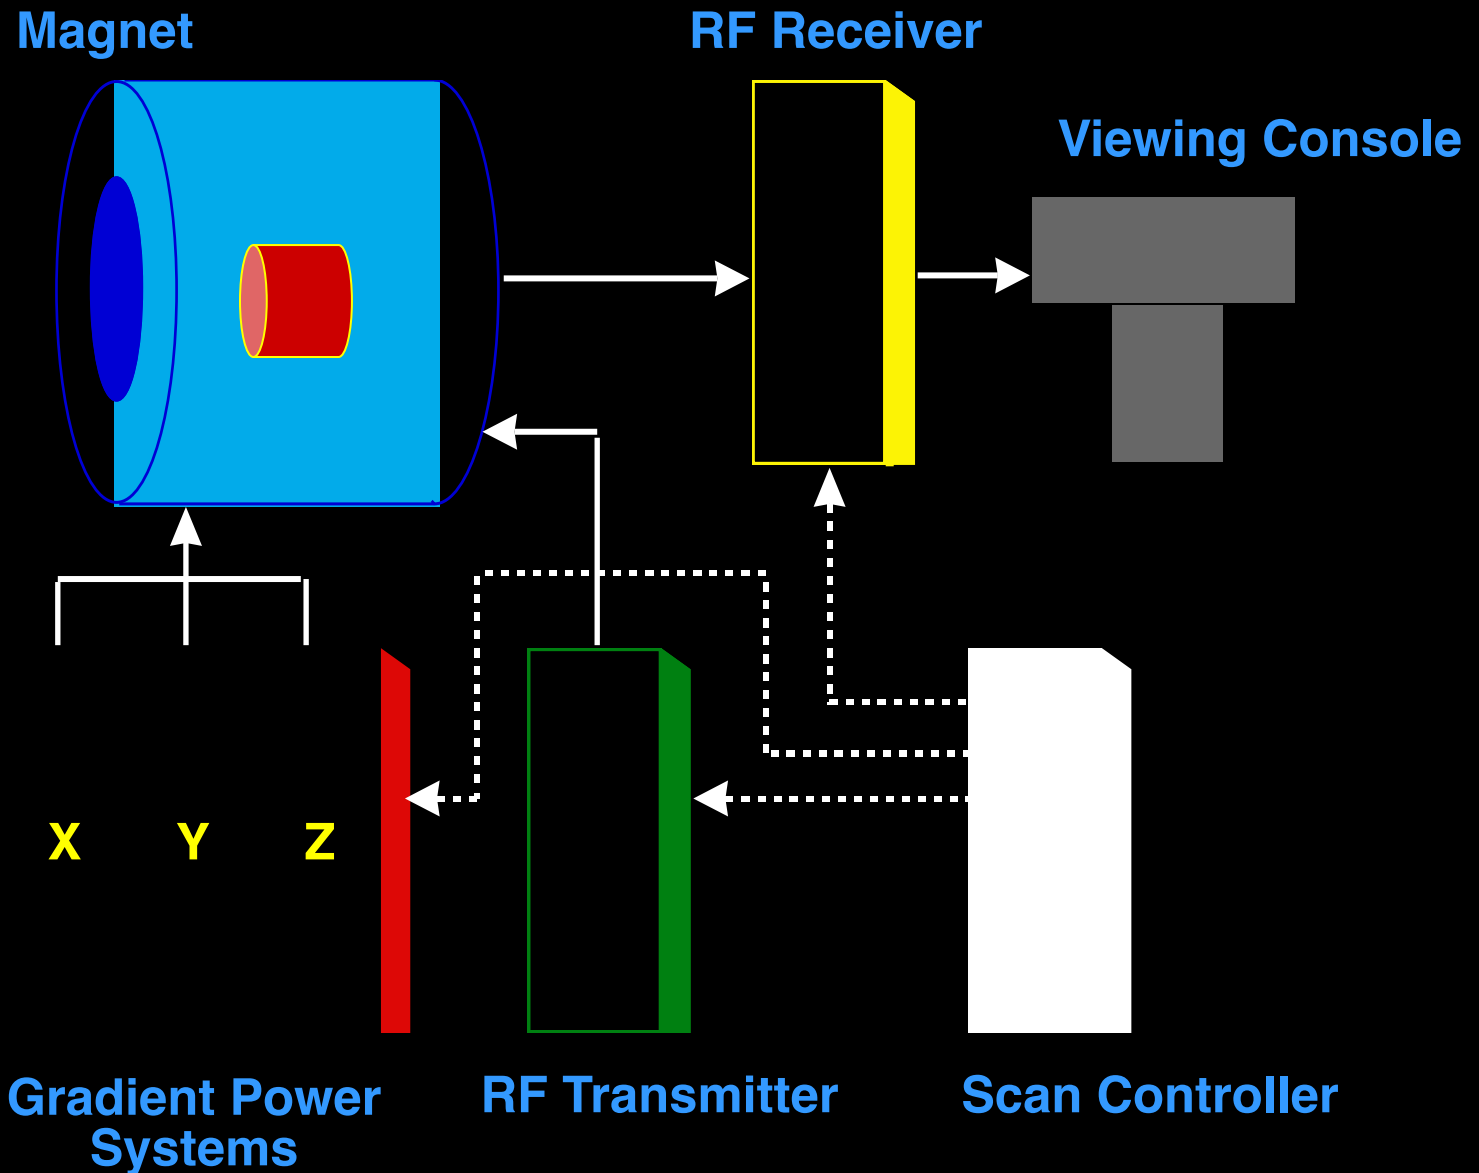 Magnet
RF Receiver
Viewing Console
X Y Z
Gradient Power
Systems
RF Transmitter
Scan Controller